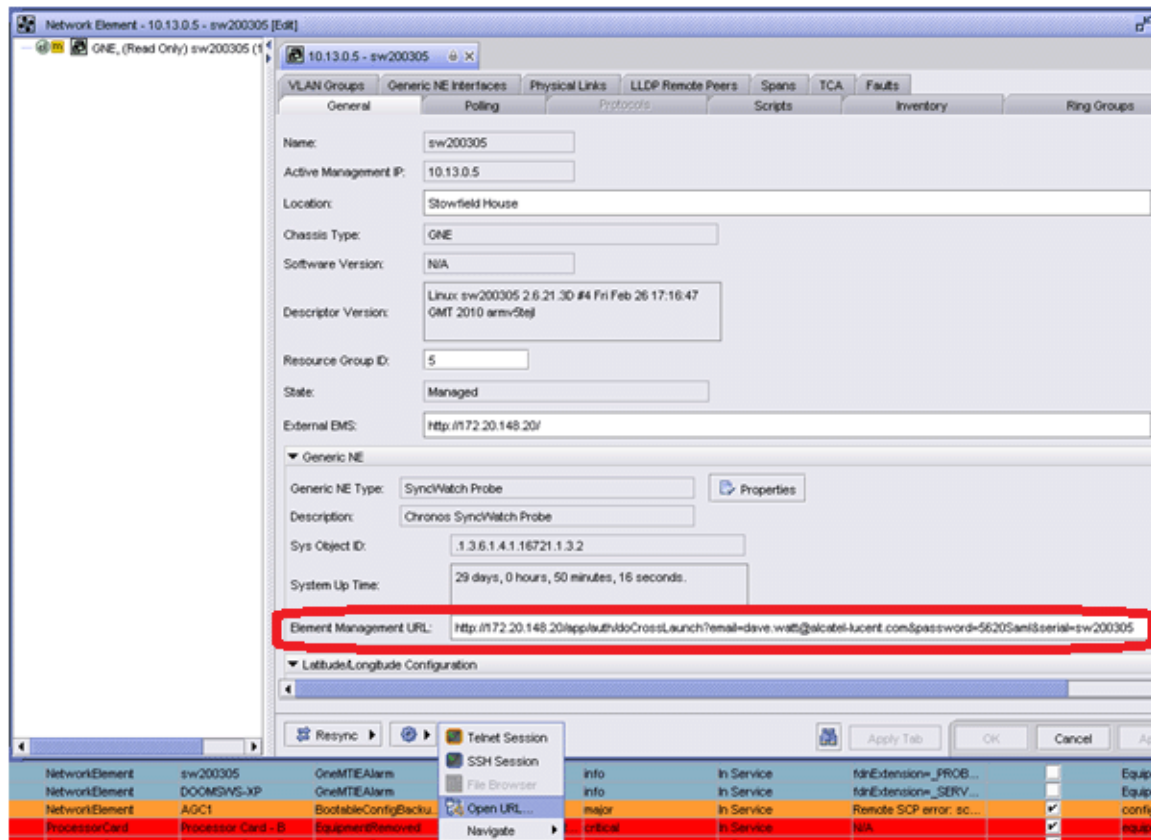 Network Element - 10.13.0.5 - sw200305 [Edit]
GNE, (Read Only) sw200305 (1
10.13.0.5 - sw200305
VLAN Groups Generic NE Interfaces Physical Links LLDP Remote Peers Spans TCA Faults
General Polling Protocols Scripts Inventory Ring Groups
Name: sw200305
Active Management IP: 10.13.0.5
Location: Stowfield House
Chassis Type: GNE
Software Version: N/A
Descriptor Version: Linux sw200305 2.6.21.3D #4 Fri Feb 26 17:16:47
GMT 2010 armv5tejl
Resource Group ID: 5
State: Managed
External EMS: http://172.20.148.20/
Generic NE
Generic NE Type: SyncWatch Probe Properties
Description: Chronos SyncWatch Probe
Sys Object ID: .1.3.6.1.4.1.16721.1.3.2
System Up Time: 29 days, 0 hours, 50 minutes, 16 seconds.
Element Management URL: http://172.20.148.20/app/auth/doCrossLaunch?email=dave.watt@alcatel-lucent.com&password=5620Sam!&serial=sw200305
Latitude/Longitude Configuration
Resync Apply Tab OK Cancel Ap
Telnet Session
SSH Session
File Browser
Open URL...
Navigate
NetworkElement sw200305 GneMTIEAlarm info In Service fdnExtension=_PROB... Equip
NetworkElement DOOMSWS-XP GneMTIEAlarm info In Service fdnExtension=_SERV... Equip
NetworkElement AGC1 BootableConfigBacku... major In Service Remote SCP error: sc... config
ProcessorCard Processor Card - B EquipmentRemoved t... critical In Service N/A equip